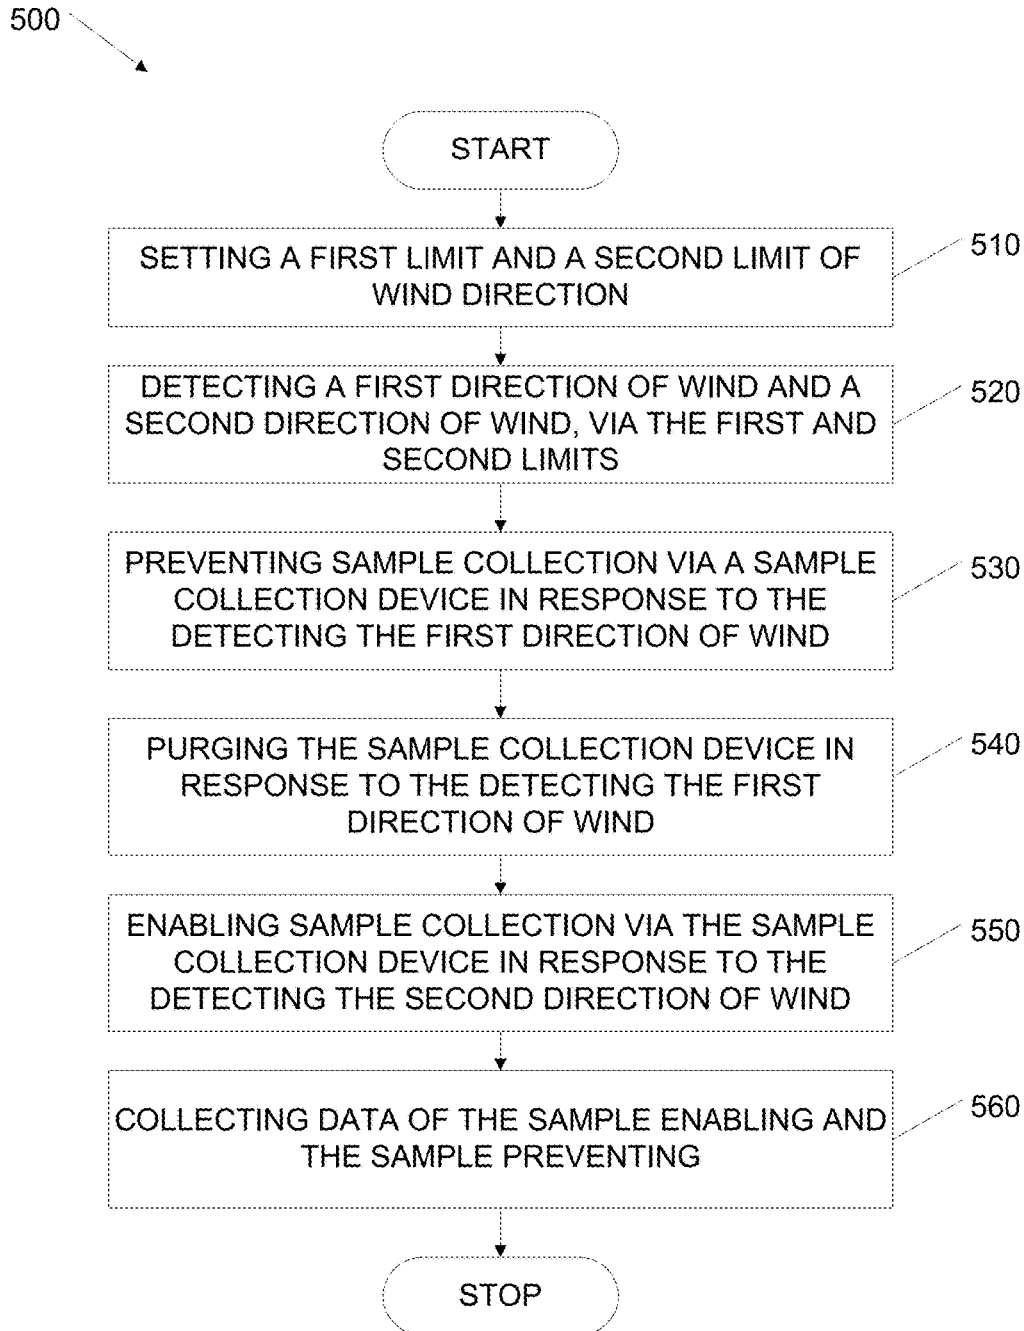 500
START
SETTING A FIRST LIMIT AND A SECOND LIMIT OF
WIND DIRECTION
510
DETECTING A FIRST DIRECTION OF WIND AND A
SECOND DIRECTION OF WIND, VIA THE FIRST AND
SECOND LIMITS
520
PREVENTING SAMPLE COLLECTION VIA A SAMPLE
COLLECTION DEVICE IN RESPONSE TO THE
DETECTING THE FIRST DIRECTION OF WIND
530
PURGING THE SAMPLE COLLECTION DEVICE IN
RESPONSE TO THE DETECTING THE FIRST
DIRECTION OF WIND
540
ENABLING SAMPLE COLLECTION VIA THE SAMPLE
COLLECTION DEVICE IN RESPONSE TO THE
DETECTING THE SECOND DIRECTION OF WIND
550
COLLECTING DATA OF THE SAMPLE ENABLING AND
THE SAMPLE PREVENTING
560
STOP